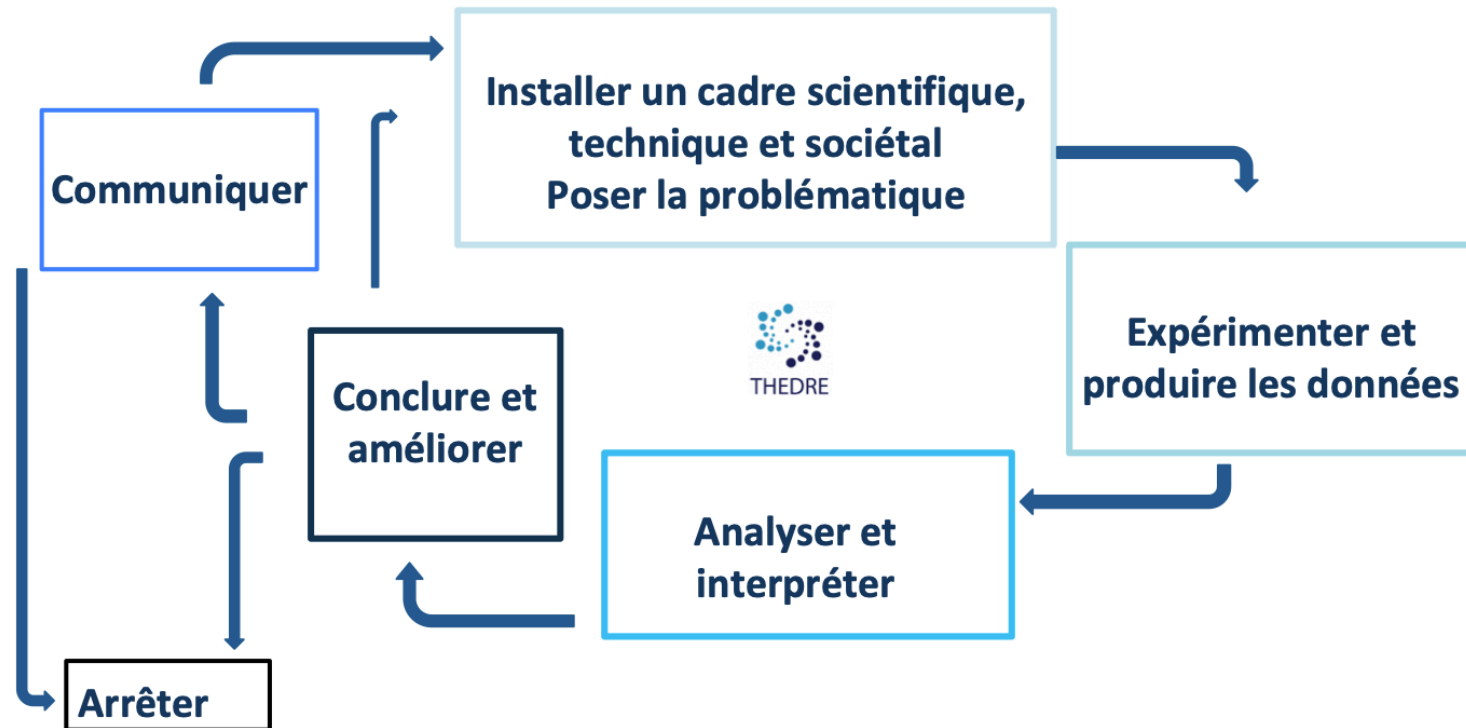 Installer un cadre scientifique,
technique et sociétal
Poser la problématique
Communiquer
Expérimenter et
produire les données
THEDRE
Conclure et
améliorer
Analyser et
interpréter
Arrêter